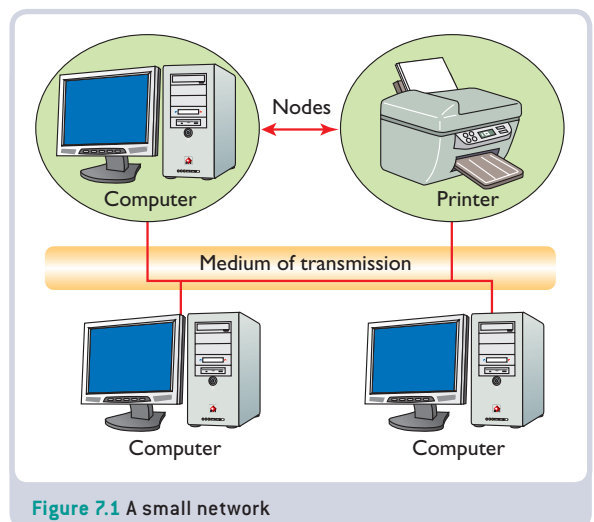 Nodes
Computer
Printer
Medium of transmission
Computer
Computer
Figure 7.1 A small network